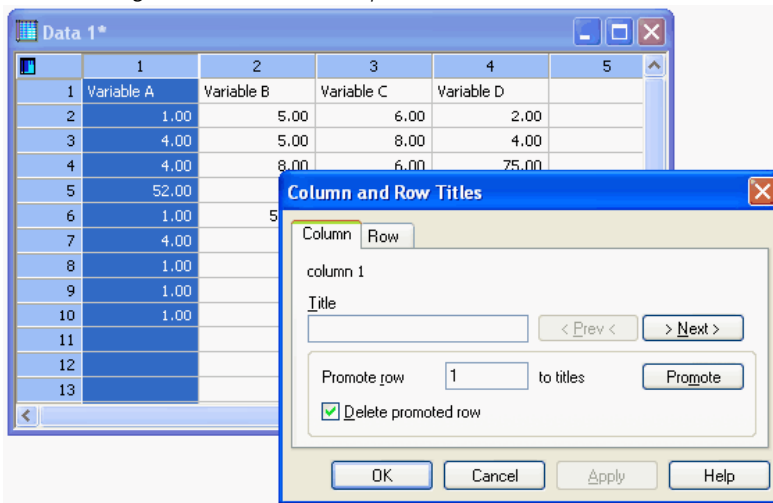 Data 1*
1 2 3 4 5
1 Variable A Variable B Variable C Variable D
2 1.00 5.00 6.00 2.00
3 4.00 5.00 8.00 4.00
4 4.00 8.00 6.00 75.00
5 52.00
6 1.00 5
7 4.00
8 1.00
9 1.00
10 1.00
11
12
13
Column and Row Titles
Column Row
column 1
Title
< Prev < > Next >
Promote row 1 to titles Promote
Delete promoted row
OK Cancel Apply Help